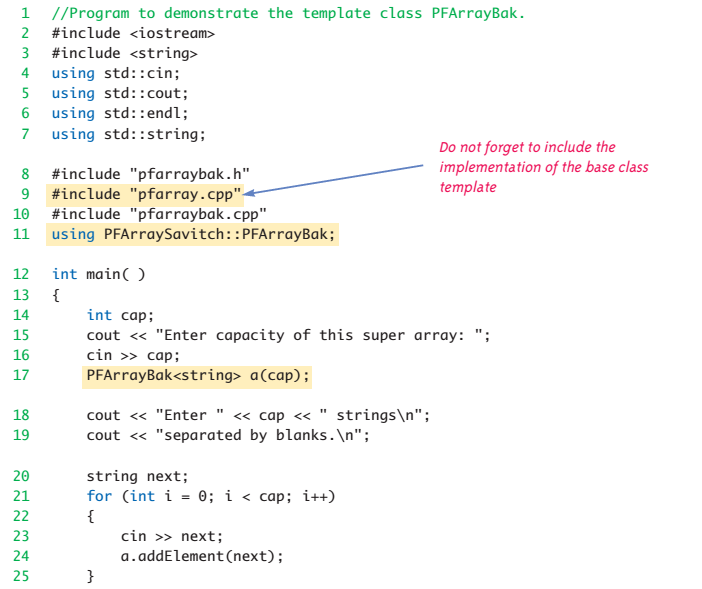 1 //Program to demonstrate the template class PFArrayBak.
2 #include <iostream>
3 #include <string>
4 using std::cin;
5 using std::cout;
6 using std::endl;
7 using std::string;
8 #include "pfarraybak.h"
9 #include "pfarray.cpp"
10 #include "pfarraybak.cpp"
11 using PFArraySavitch::PFArrayBak;
Do not forget to include the
implementation of the base class
template
12 int main( )
13 {
14     int cap;
15     cout << "Enter capacity of this super array: ";
16     cin >> cap;
17     PFArrayBak<string> a(cap);
18     cout << "Enter " << cap << " strings\n";
19     cout << "separated by blanks.\n";
20     string next;
21     for (int i = 0; i < cap; i++)
22     {
23         cin >> next;
24         a.addElement(next);
25     }